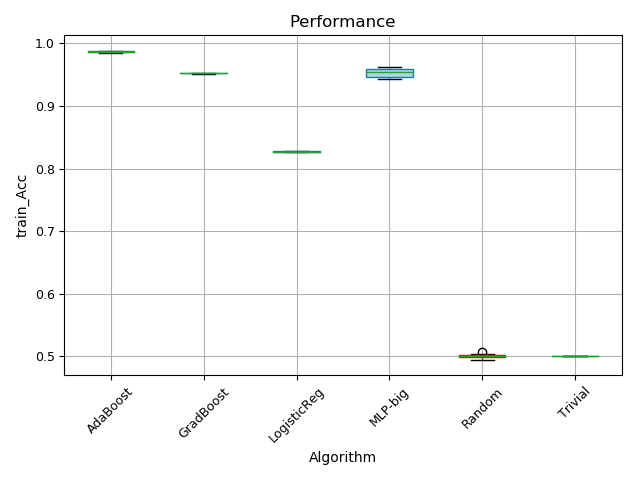 Performance
train_Acc
1.0
0.9
0.8
0.7
0.6
0.5
AdaBoost
GradBoost
LogisticReg
MLP-big
Random
Trivial
Algorithm